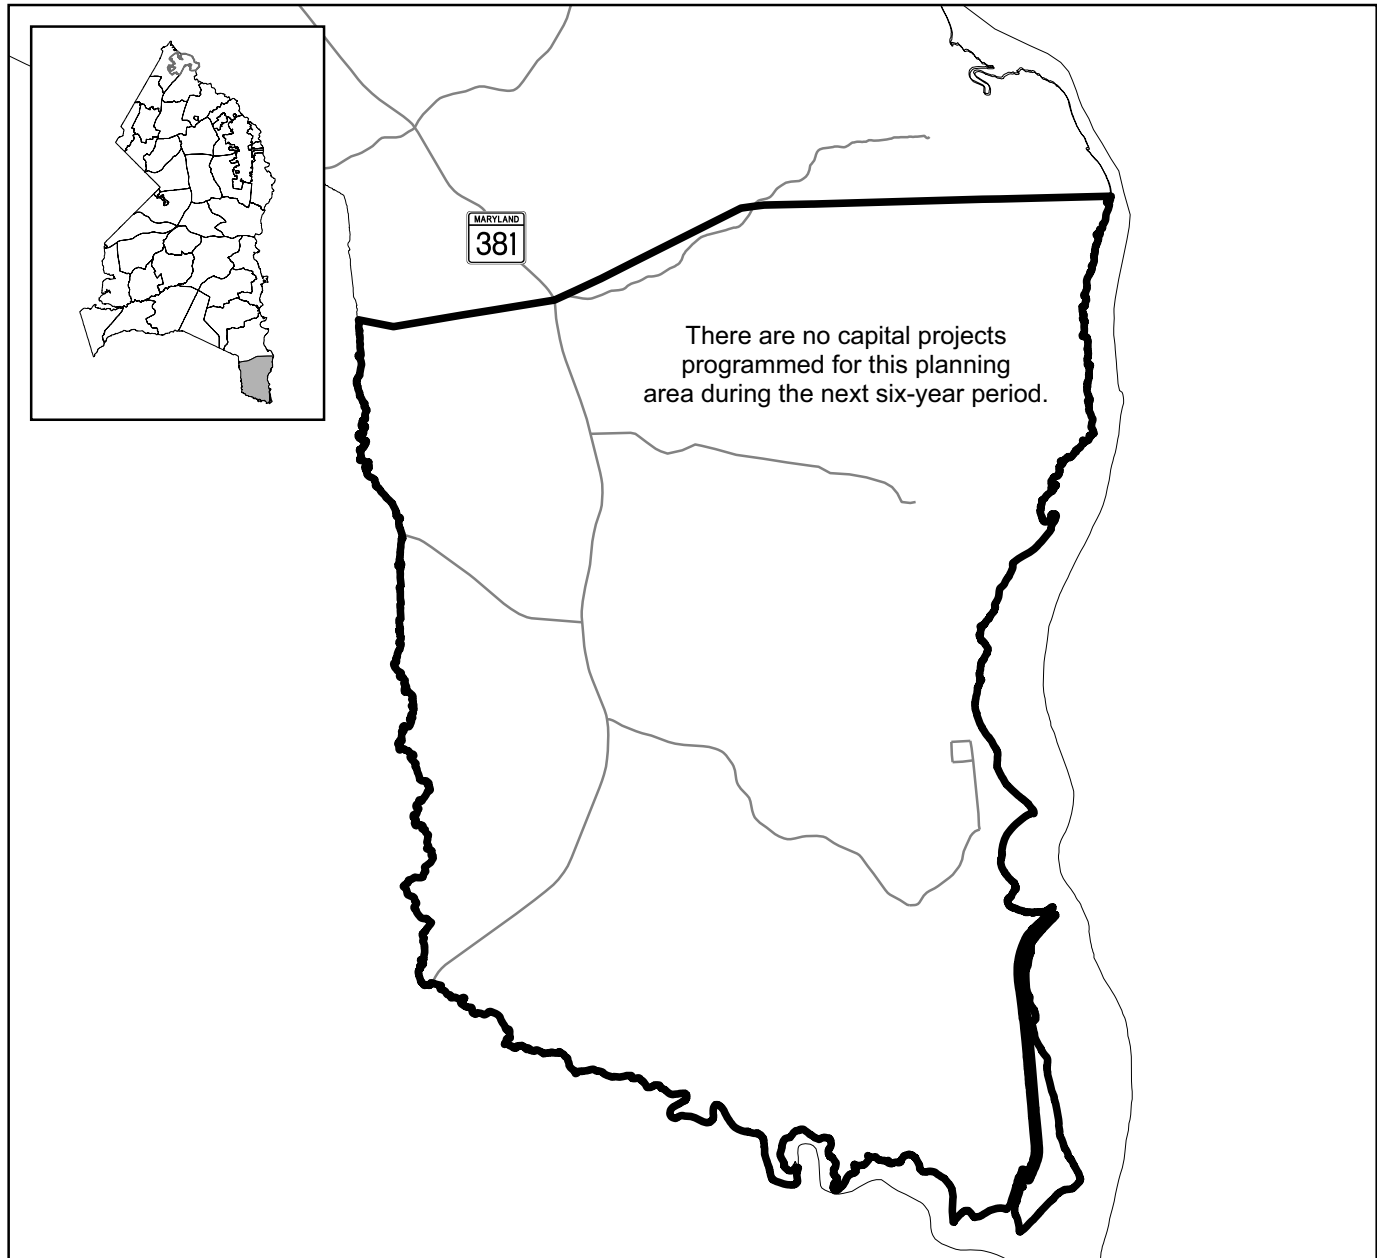 MARYLAND
381
There are no capital projects
programmed for this planning
area during the next six-year period.